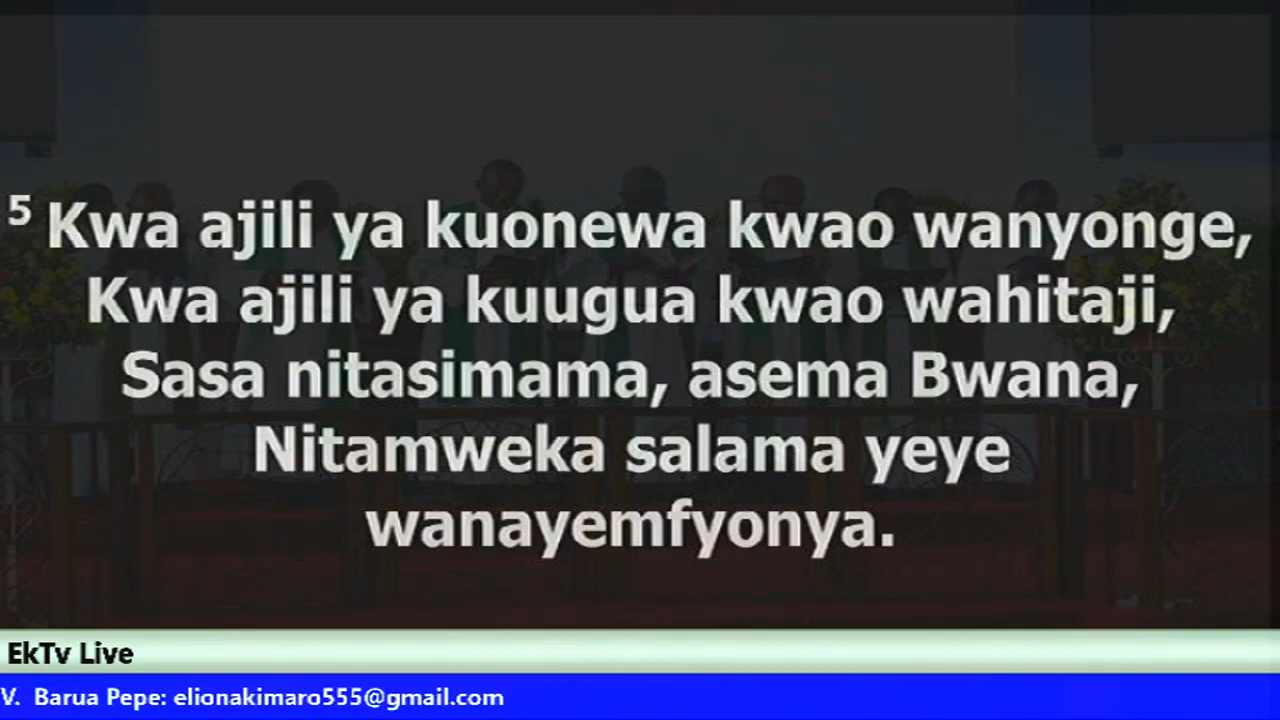 5 Kwa ajili ya kuonewa kwao wanyonge,
Kwa ajili ya kuugua kwao wahitaji,
Sasa nitasimama, asema Bwana,
Nitamweka salama yeye
wanayemfyonya.
EkTv Live
V. Barua Pepe: elionakimaro555@gmail.com